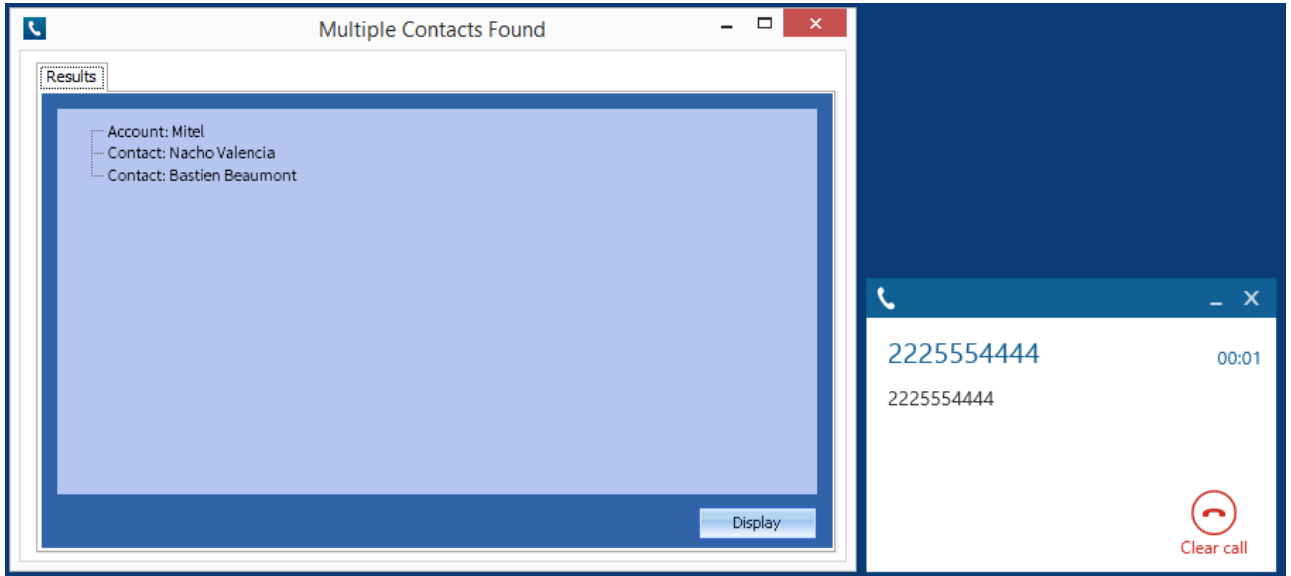 Multiple Contacts Found
Results
Account: Mitel
Contact: Nacho Valencia
Contact: Bastien Beaumont
Display
2225554444
00:01
2225554444
Clear call